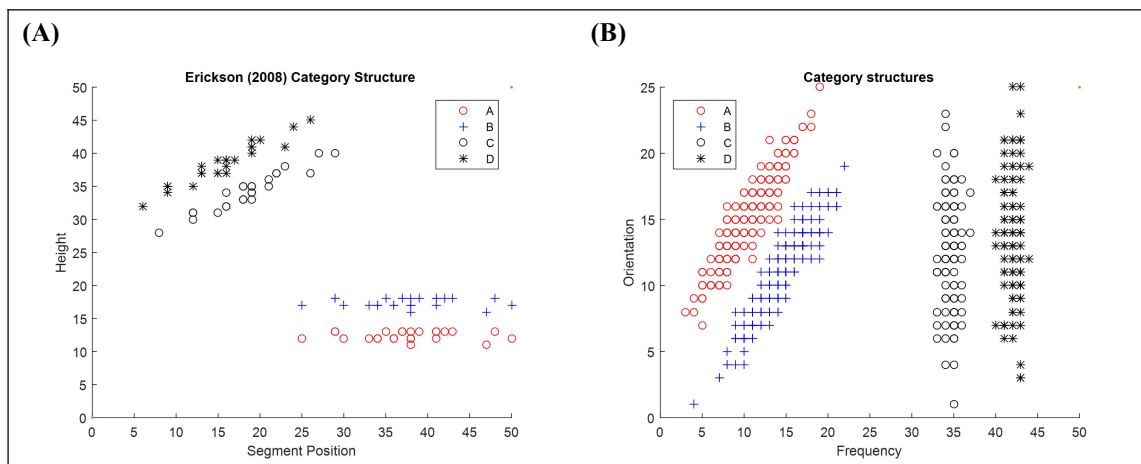 (A)
Erickson (2008) Category Structure
50
45
40
35
30
25
20
15
10
5
0
Height
0 5 10 15 20 25 30 35 40 45 50
Segment Position
A
B
C
D
(B)
Category structures
25
20
15
10
5
0
Orientation
0 5 10 15 20 25 30 35 40 45 50
Frequency
A
B
C
D